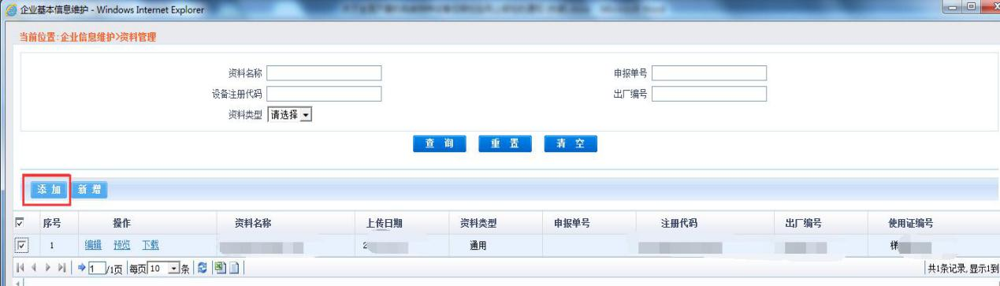 企业基本信息维护 - Windows Internet Explorer
当前位置:企业信息维护>资料管理
资料名称 申报单号
设备注册代码 出厂编号
资料类型 请选择
查 询 重 置 清 空
添 加 新 增
序号 操作 资料名称 上传日期 资料类型 申报单号 注册代码 出厂编号 使用证编号
1 编辑 预览 下载 2 通用 梯
1 /1页 每页 10 条 共1条记录,显示1到